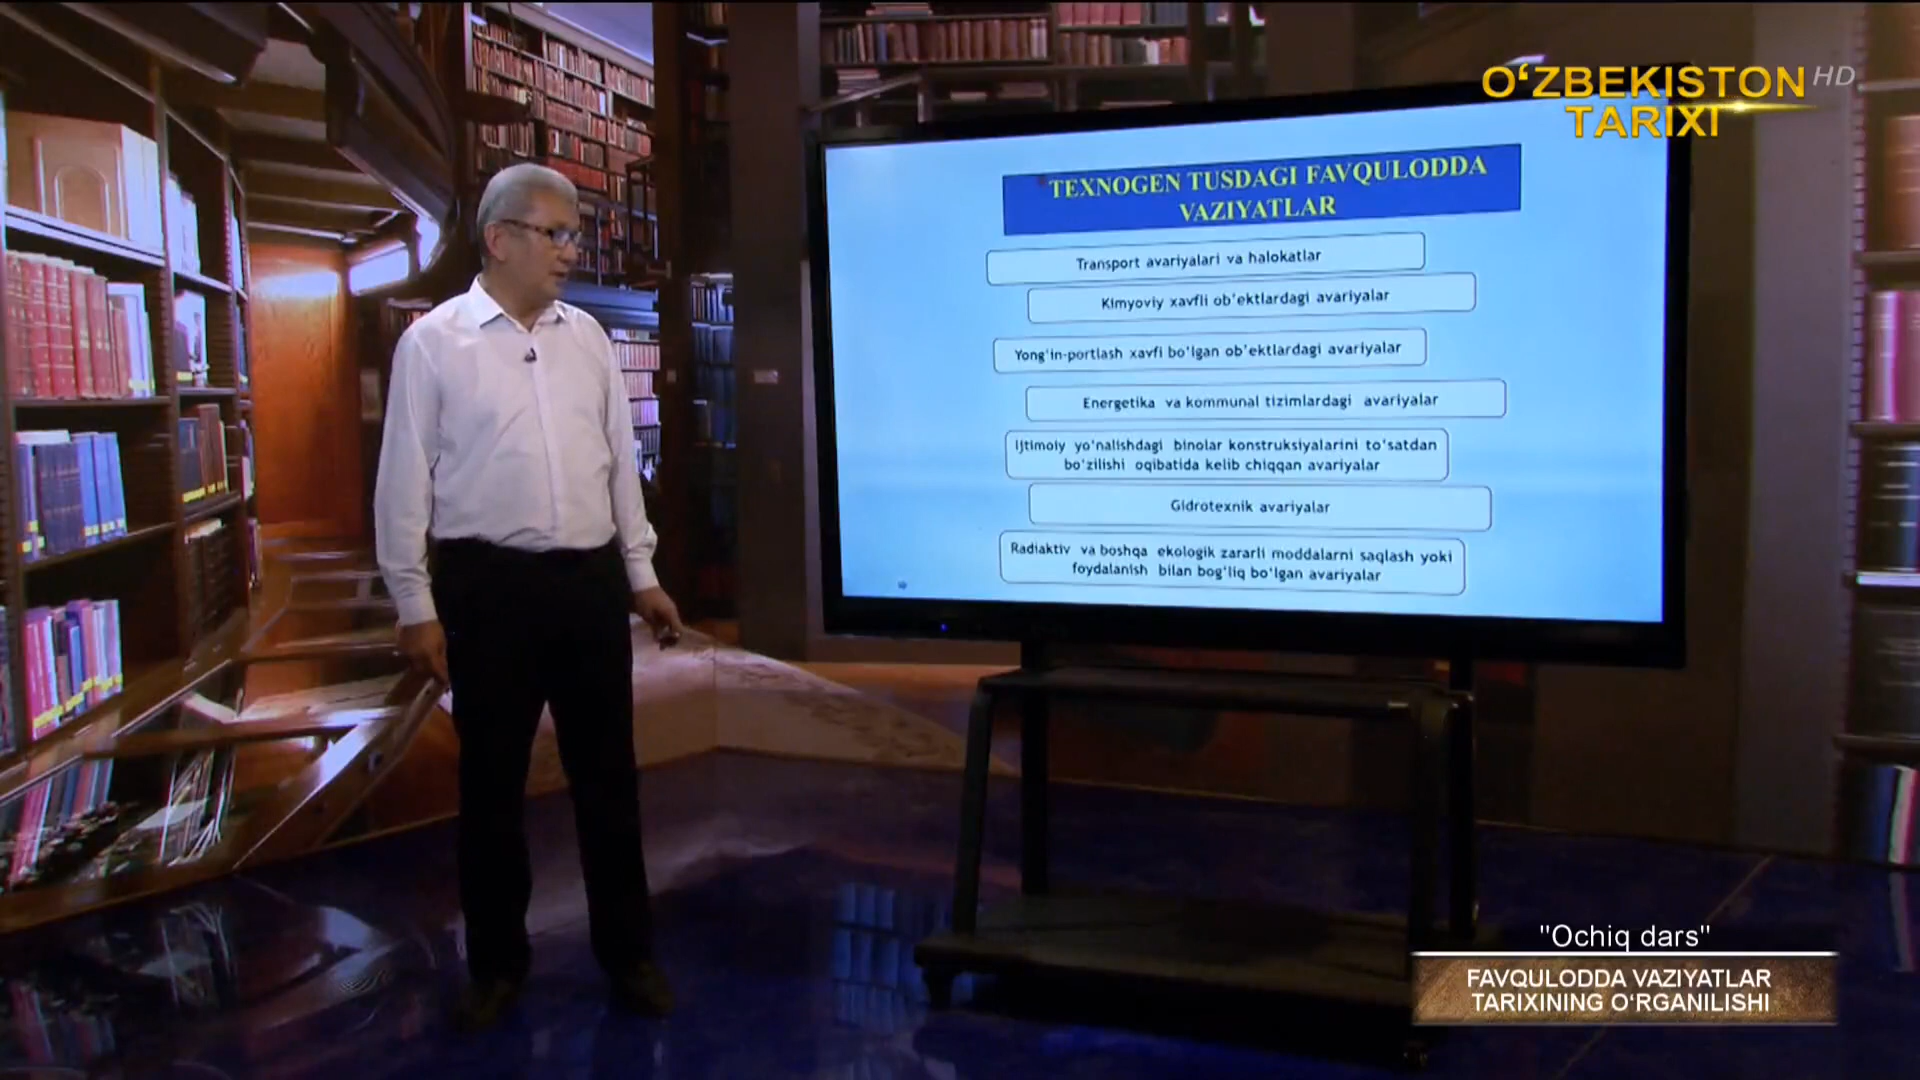 O‘ZBEKISTON HD
TARIXI
TEXNOGEN TUSDAGI FAVQULODDA
VAZIYATLAR
Transport avariyalari va halokatlar
Kimyoviy xavfli ob'ektlardagi avariyalar
Yong'in-portlash xavfi bo'lgan ob'ektlardagi avariyalar
Energetika va kommunal tizimlardagi avariyalar
Ijtimoiy yo'nalishdagi binolar konstruksiyalarini to'satdan
bo'zilishi oqibatida kelib chiqqan avariyalar
Gidrotexnik avariyalar
Radiaktiv va boshqa ekologik zararli moddalarni saqlash yoki
foydalanish bilan bog'liq bo'lgan avariyalar
"Ochiq dars"
FAVQULODDA VAZIYATLAR
TARIXINING O‘RGANILISHI